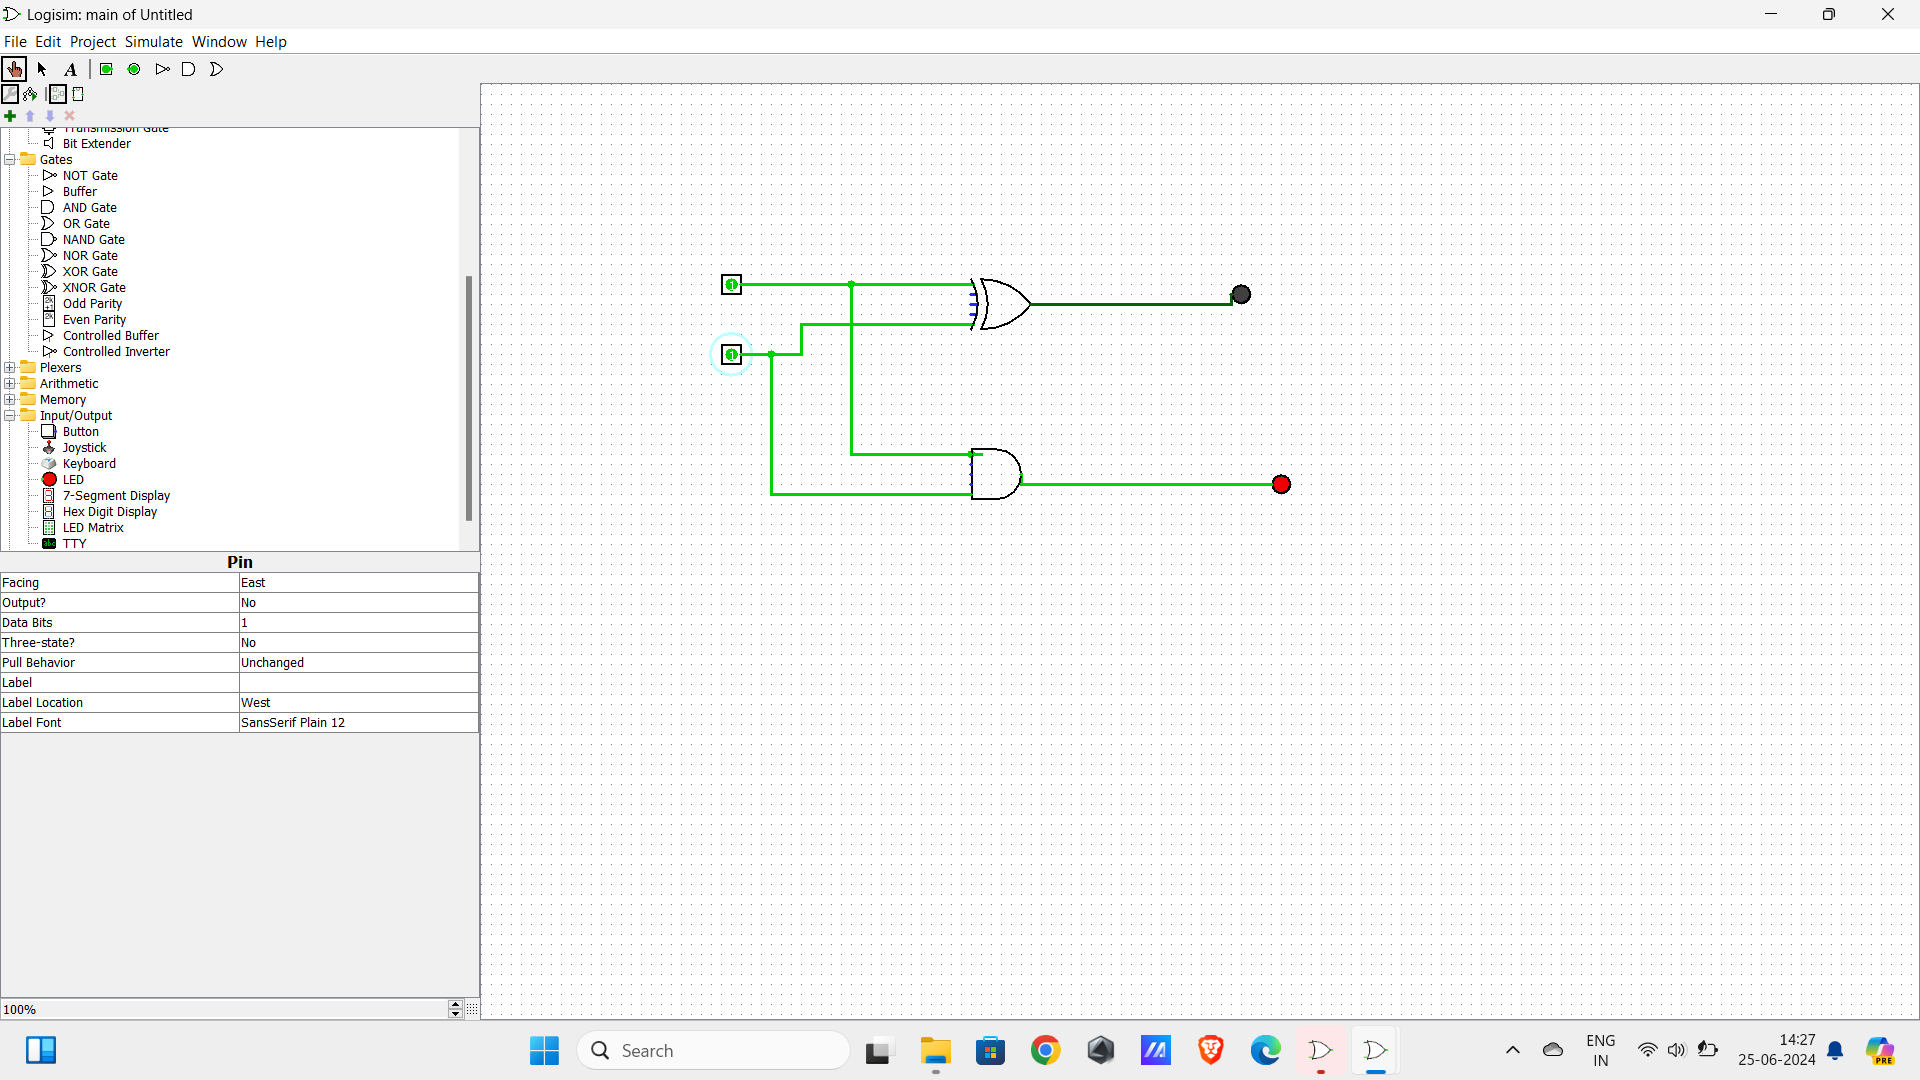 Logisim: main of Untitled
File Edit Project Simulate Window Help
A
Transmission Gate
Bit Extender
Gates
NOT Gate
Buffer
AND Gate
OR Gate
NAND Gate
NOR Gate
XOR Gate
XNOR Gate
Odd Parity
Even Parity
Controlled Buffer
Controlled Inverter
Plexers
Arithmetic
Memory
Input/Output
Button
Joystick
Keyboard
LED
7-Segment Display
Hex Digit Display
LED Matrix
TTY
Pin
Facing East
Output? No
Data Bits 1
Three-state? No
Pull Behavior Unchanged
Label
Label Location West
Label Font SansSerif Plain 12
100%
1
1
Search
ENG
IN
14:27
25-06-2024
PRE